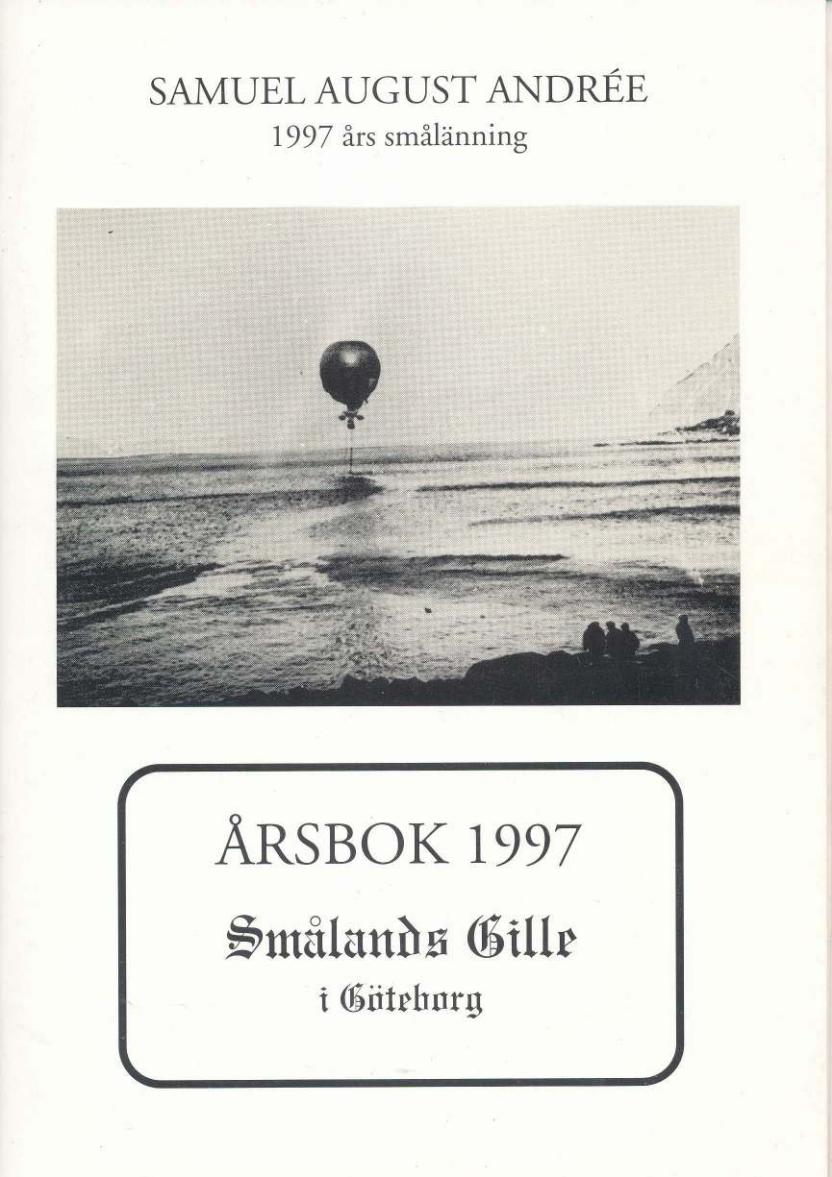 SAMUEL AUGUST ANDRÉE
1997 års smålänning
ÅRSBOK 1997
Smålands Gille
i Göteborg